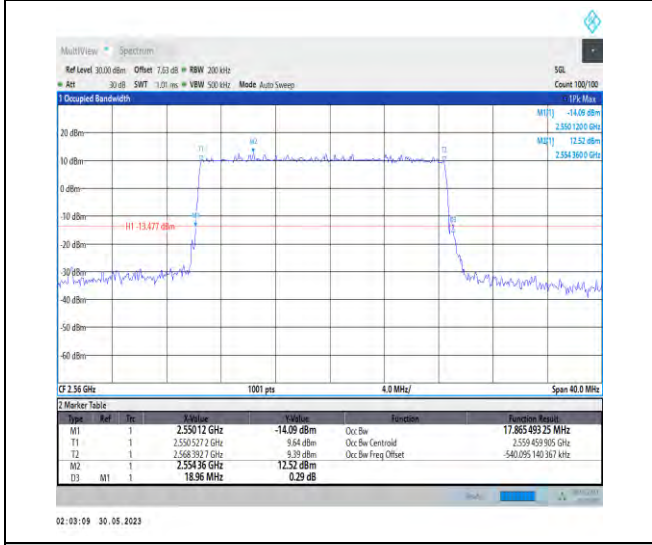 MultiView Spectrum
Ref Level 30.00 dBm Offset 7.63 dB RBW 200 kHz SGL
Att 30 dB SWT 1.01 ms VBW 500 kHz Mode Auto Sweep Count 100/100
1 Occupied Bandwidth 1Pk Max
M1[1] -14.09 dBm
2.5501200 GHz
M2[1] 12.52 dBm
2.5543600 GHz
20 dBm
M2
T1 T2
10 dBm
0 dBm
-10 dBm
H1 -13.477 dBm
-20 dBm
-30 dBm
-40 dBm
-50 dBm
-60 dBm
CF 2.56 GHz 1001 pts 4.0 MHz/ Span 40.0 MHz
2 Marker Table
Type Ref Trc X-Value Y-Value Function Function Result
M1 1 2.55012 GHz -14.09 dBm Occ Bw 17.865 493 25 MHz
T1 1 2.550 527 2 GHz 9.64 dBm Occ Bw Centroid 2.559 459 905 GHz
T2 1 2.568 392 7 GHz 9.39 dBm Occ Bw Freq Offset -540.095 140 367 kHz
M2 1 2.55436 GHz 12.52 dBm
D3 M1 1 18.96 MHz 0.29 dB
02:03:09 30.05.2023